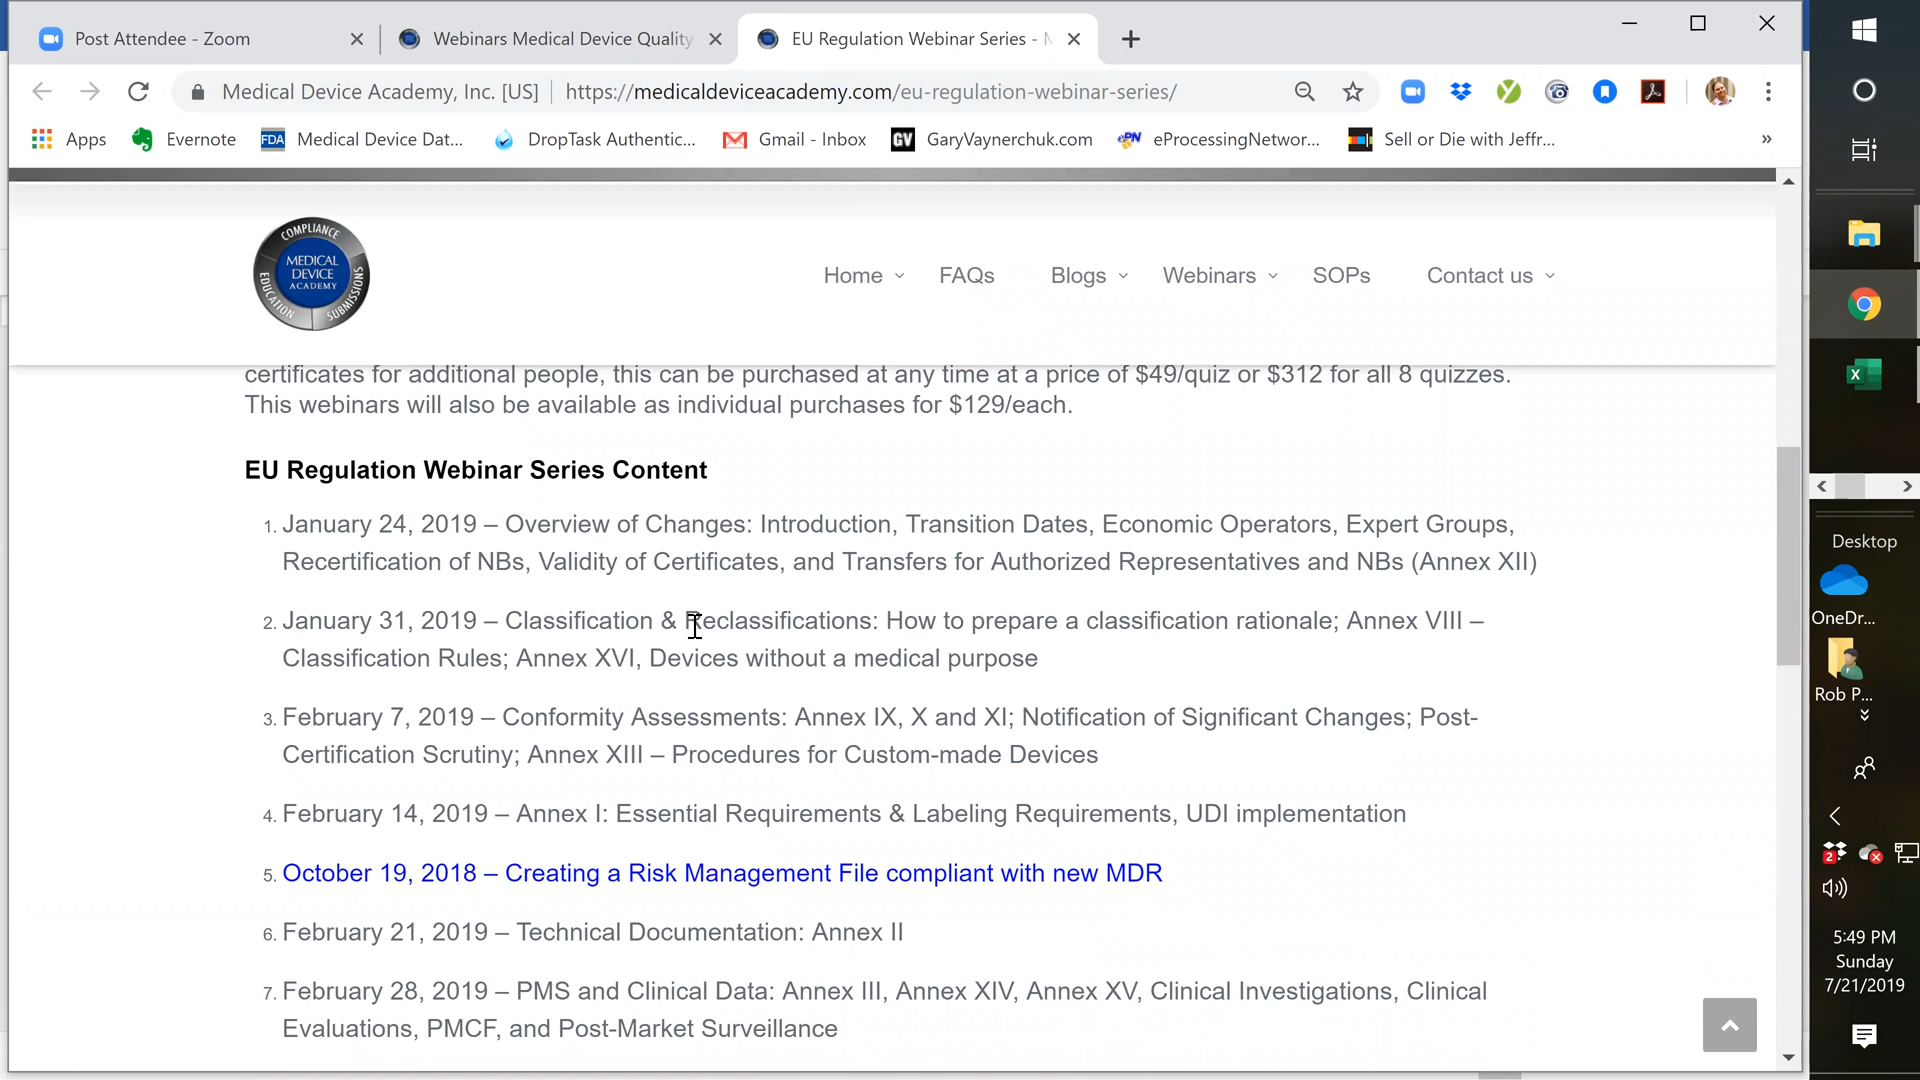 Post Attendee - Zoom
Webinars Medical Device Quality
EU Regulation Webinar Series - M
Medical Device Academy, Inc. [US]
https://medicaldeviceacademy.com/eu-regulation-webinar-series/
Apps
Evernote
FDA
Medical Device Dat...
DropTask Authentic...
Gmail - Inbox
GV
GaryVaynerchuk.com
ePN
eProcessingNetwor...
Sell or Die with Jeffr...
»
COMPLIANCE
MEDICAL
DEVICE
ACADEMY
EDUCATION
SUBMISSIONS
Home
FAQs
Blogs
Webinars
SOPs
Contact us
certificates for additional people, this can be purchased at any time at a price of $49/quiz or $312 for all 8 quizzes.
This webinars will also be available as individual purchases for $129/each.
EU Regulation Webinar Series Content
1. January 24, 2019 – Overview of Changes: Introduction, Transition Dates, Economic Operators, Expert Groups,
Recertification of NBs, Validity of Certificates, and Transfers for Authorized Representatives and NBs (Annex XII)
2. January 31, 2019 – Classification & Reclassifications: How to prepare a classification rationale; Annex VIII –
Classification Rules; Annex XVI, Devices without a medical purpose
3. February 7, 2019 – Conformity Assessments: Annex IX, X and XI; Notification of Significant Changes; Post-
Certification Scrutiny; Annex XIII – Procedures for Custom-made Devices
4. February 14, 2019 – Annex I: Essential Requirements & Labeling Requirements, UDI implementation
5. October 19, 2018 – Creating a Risk Management File compliant with new MDR
6. February 21, 2019 – Technical Documentation: Annex II
7. February 28, 2019 – PMS and Clinical Data: Annex III, Annex XIV, Annex XV, Clinical Investigations, Clinical
Evaluations, PMCF, and Post-Market Surveillance
Desktop
OneDr...
Rob P...
2
5:49 PM
Sunday
7/21/2019